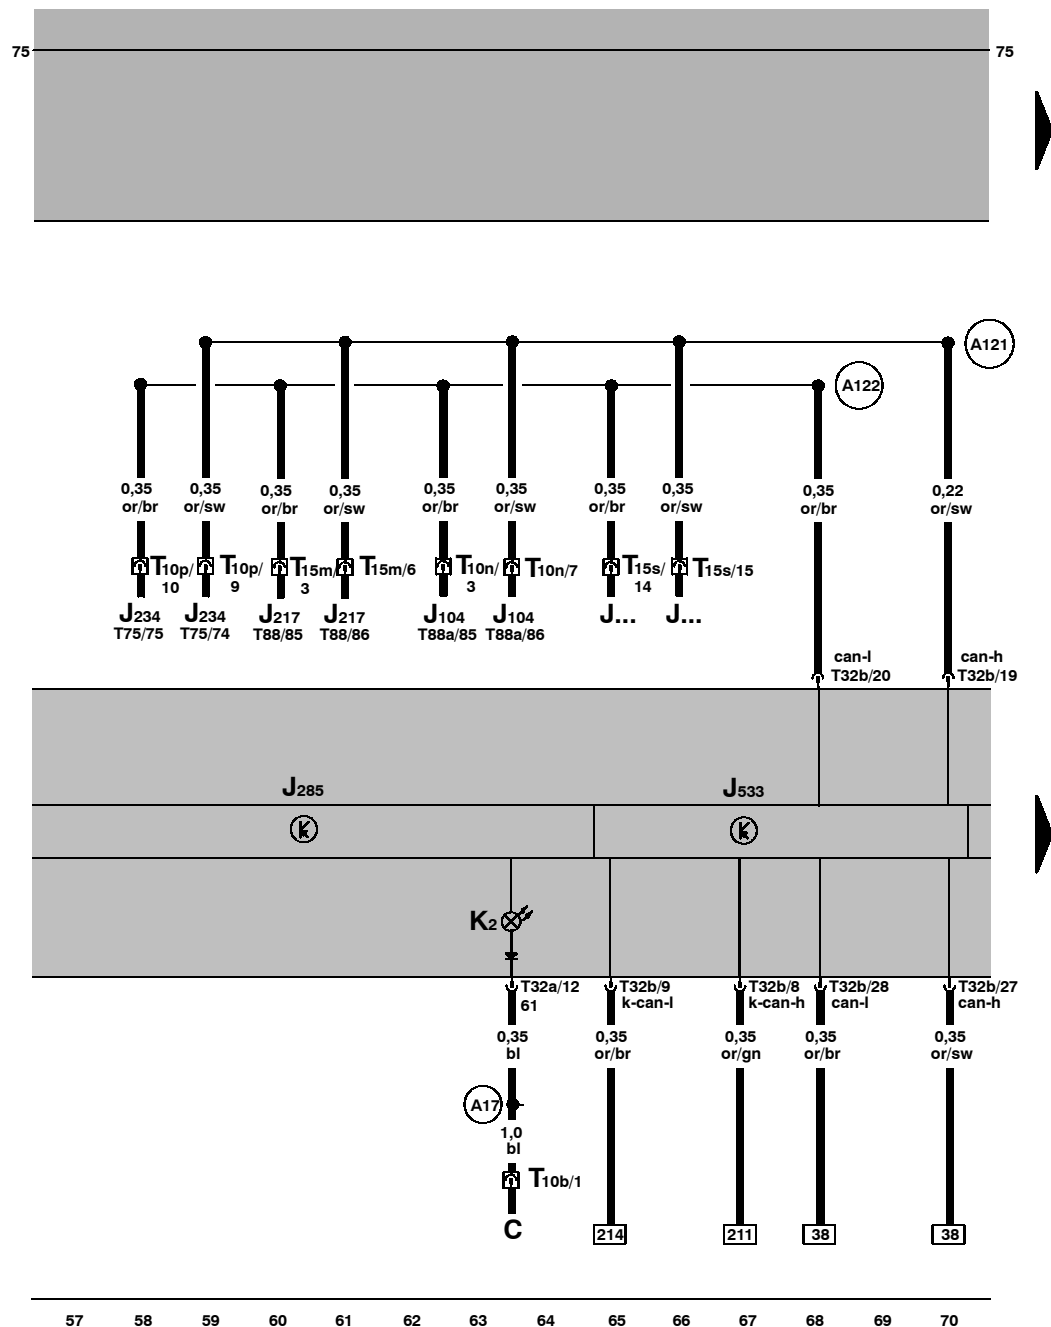 75 75
A121
A122
0,35 0,35 0,35 0,35 0,35 0,35 0,35 0,35 0,35 0,22
or/br or/sw or/br or/sw or/br or/sw or/br or/sw or/br or/sw
T10p/10 T10p/9 T15m/3 T15m/6 T10n/3 T10n/7 T15s/14 T15s/15
J234 J234 J217 J217 J104 J104 J... J...
T75/75 T75/74 T88/85 T88/86 T88a/85 T88a/86
can-l can-h
T32b/20 T32b/19
J285 J533
K K
K2
T32a/12 T32b/9 T32b/8 T32b/28 T32b/27
61 k-can-l k-can-h can-l can-h
0,35 0,35 0,35 0,35 0,35
bl or/br or/gn or/br or/sw
A17
1,0
bl
T10b/1
C 214 211 38 38
57 58 59 60 61 62 63 64 65 66 67 68 69 70